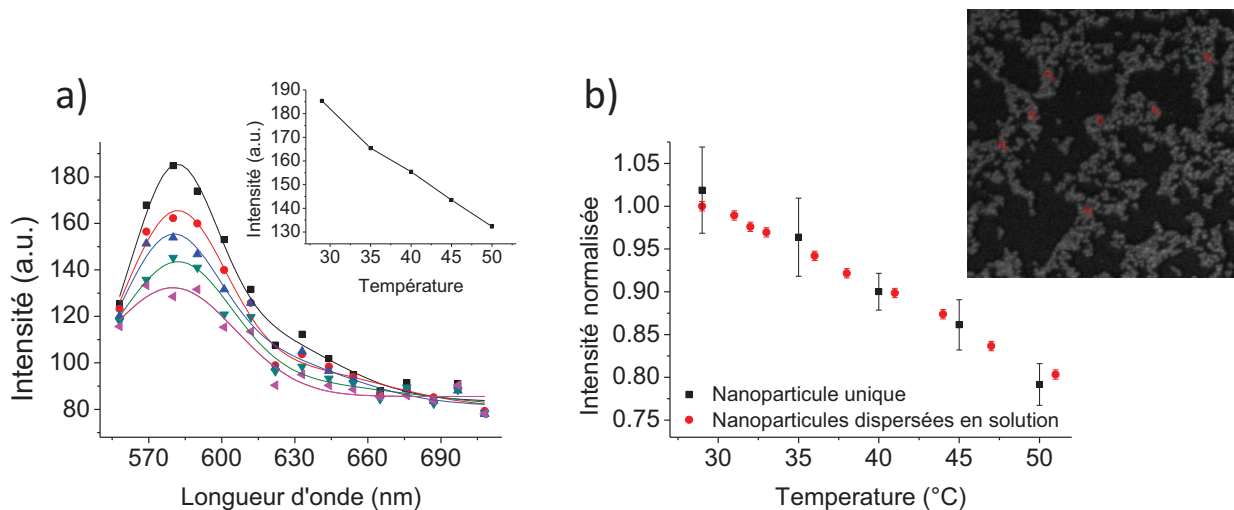 a)
Intensité (a.u.)
180
160
140
120
100
80
570 600 630 660 690
Longueur d'onde (nm)
Intensité (a.u.)
190
180
170
160
150
140
130
30 35 40 45 50
Température
b)
Intensité normalisée
1.05
1.00
0.95
0.90
0.85
0.80
0.75
Nanoparticule unique
Nanoparticules dispersées en solution
30 35 40 45 50
Temperature (°C)